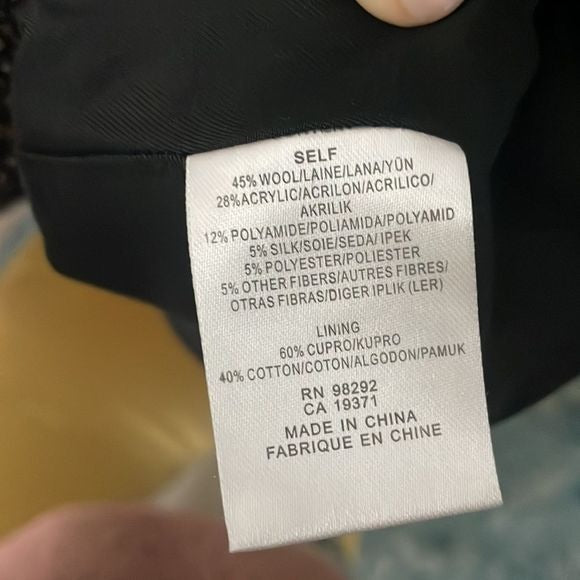 SELF
45% WOOL/LAINE/LANA/YÜN
28%ACRYLIC/ACRILON/ACRILICO/
AKRILIK
12% POLYAMIDE/POLIAMIDA/POLYAMID
5% SILK/SOIE/SEDA/IPEK
5% POLYESTER/POLIESTER
5% OTHER FIBERS/AUTRES FIBRES/
OTRAS FIBRAS/DIGER IPLIK (LER)
LINING
60% CUPRO/KUPRO
40% COTTON/COTON/ALGODON/PAMUK
RN 98292
CA 19371
MADE IN CHINA
FABRIQUE EN CHINE